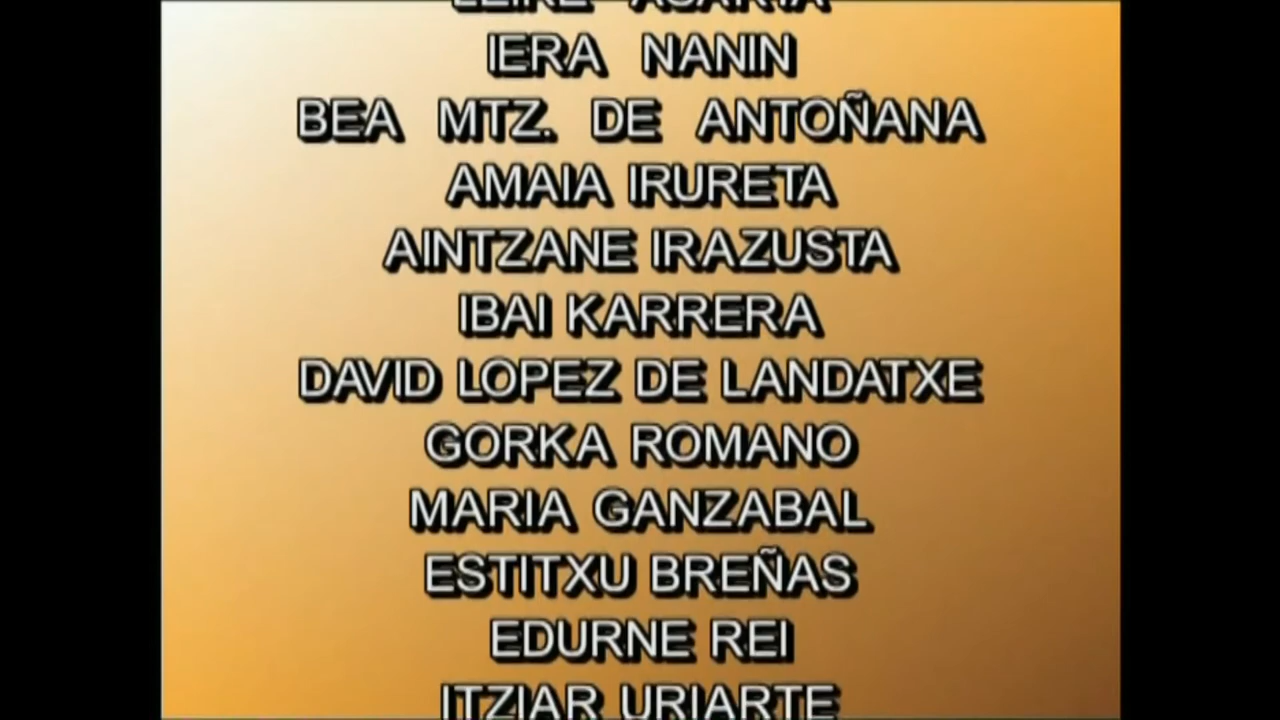 IERA NANIN
BEA MTZ. DE ANTOÑANA
AMAIA IRURETA
AINTZANE IRAZUSTA
IBAI KARRERA
DAVID LOPEZ DE LANDATXE
GORKA ROMANO
MARIA GANZABAL
ESTITXU BREÑAS
EDURNE REI
ITZIAR URIARTE